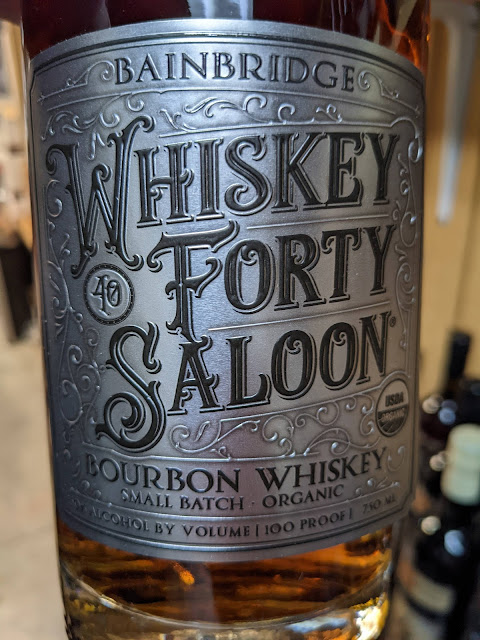 BAINBRIDGE
WHISKEY
40 FORTY
SALOON®
USDA
ORGANIC
BOURBON WHISKEY
SMALL BATCH · ORGANIC
ALCOHOL BY VOLUME | 100 PROOF | 750 ML